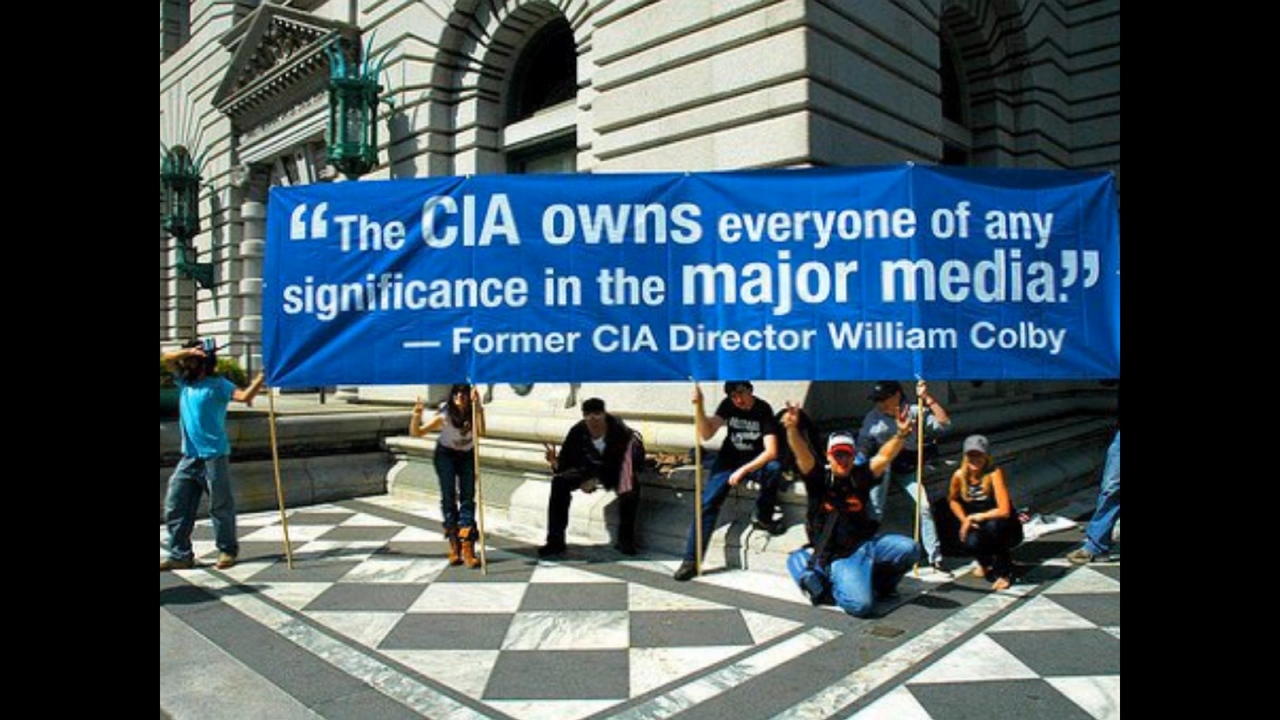 “The CIA owns everyone of any
significance in the major media.”
— Former CIA Director William Colby